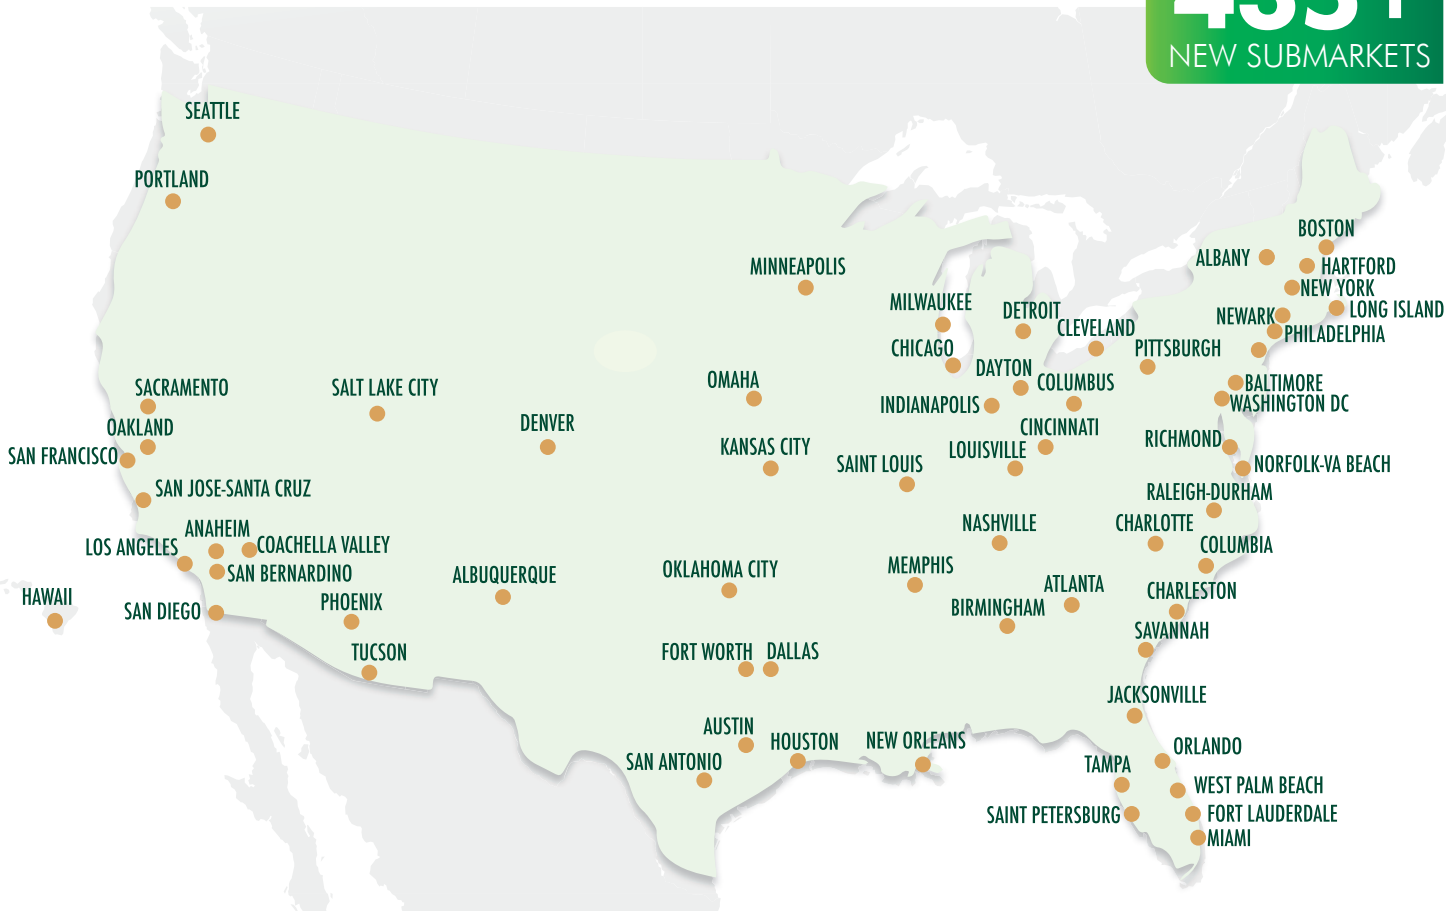 NEW SUBMARKETS
SEATTLE
PORTLAND
BOSTON
ALBANY
HARTFORD
MINNEAPOLIS
NEW YORK
MILWAUKEE
DETROIT
LONG ISLAND
NEWARK
CLEVELAND
PHILADELPHIA
CHICAGO
PITTSBURGH
DAYTON
OMAHA
COLUMBUS
BALTIMORE
SACRAMENTO
SALT LAKE CITY
INDIANAPOLIS
WASHINGTON DC
DENVER
OAKLAND
CINCINNATI
RICHMOND
KANSAS CITY
LOUISVILLE
SAN FRANCISCO
SAINT LOUIS
NORFOLK-VA BEACH
SAN JOSE-SANTA CRUZ
RALEIGH-DURHAM
ANAHEIM
NASHVILLE
CHARLOTTE
LOS ANGELES
COACHELLA VALLEY
COLUMBIA
SAN BERNARDINO
ALBUQUERQUE
OKLAHOMA CITY
MEMPHIS
ATLANTA
CHARLESTON
HAWAII
PHOENIX
SAN DIEGO
BIRMINGHAM
SAVANNAH
TUCSON
FORT WORTH
DALLAS
JACKSONVILLE
AUSTIN
HOUSTON
NEW ORLEANS
ORLANDO
SAN ANTONIO
TAMPA
WEST PALM BEACH
SAINT PETERSBURG
FORT LAUDERDALE
MIAMI